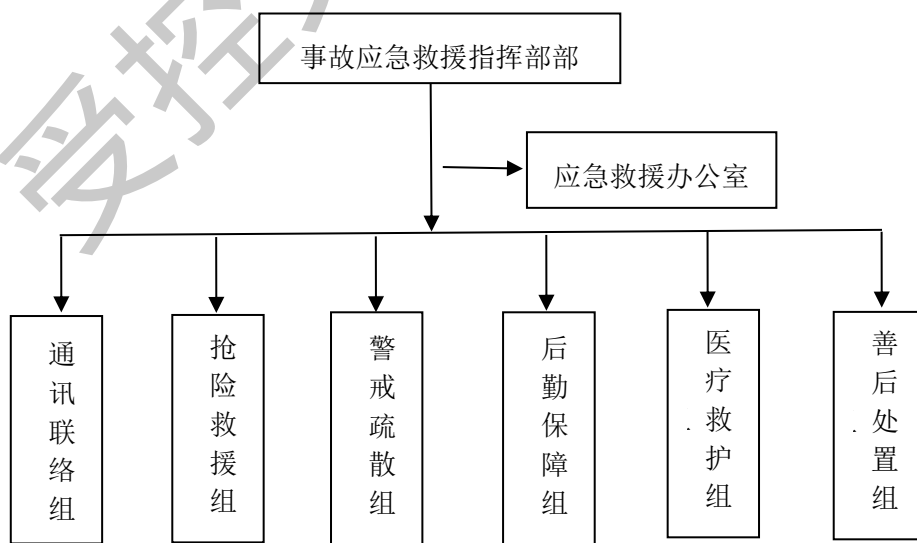 事故应急救援指挥部部
应急救援办公室
通讯联络组
抢险救援组
警戒疏散组
后勤保障组
医疗救护组
善后处置组
受控